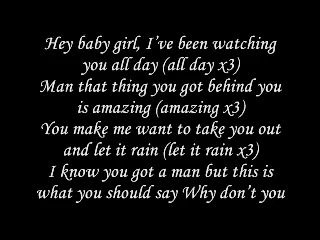 Hey baby girl, I've been watching
you all day (all day x3)
Man that thing you got behind you
is amazing (amazing x3)
You make me want to take you out
and let it rain (let it rain x3)
I know you got a man but this is
what you should say Why don't you